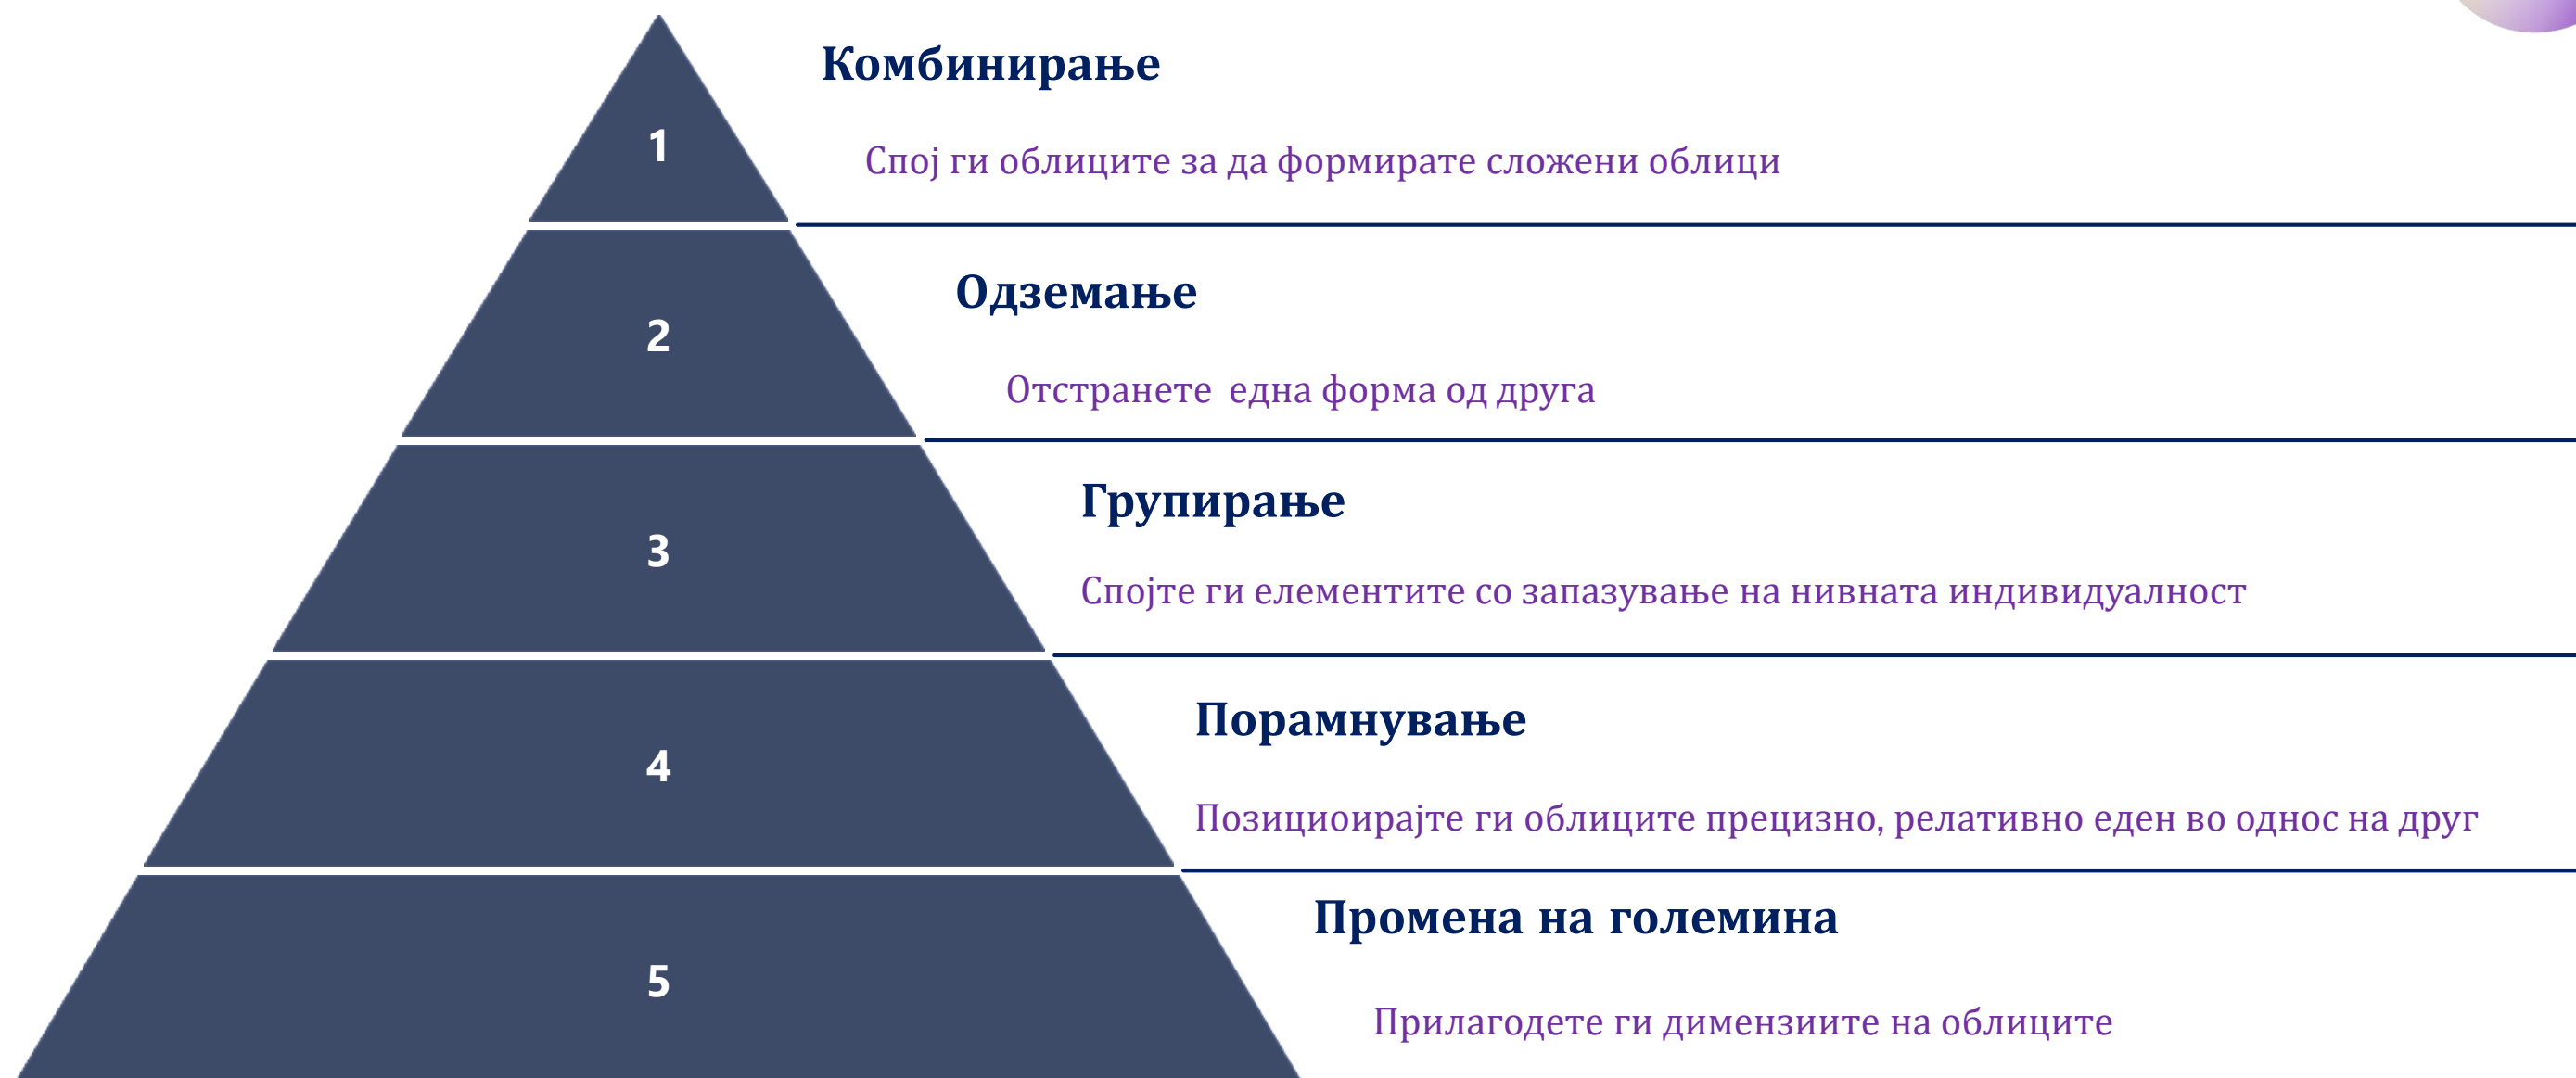 1
Комбинирање
Спој ги облиците за да формирате сложени облици
2
Одземање
Отстранете  една форма од друга
3
Групирање
Спојте ги елементите со запазување на нивната индивидуалност
4
Порамнување
Позициоирајте ги облиците прецизно, релативно еден во однос на друг
5
Промена на големина
Прилагодете ги димензиите на облиците